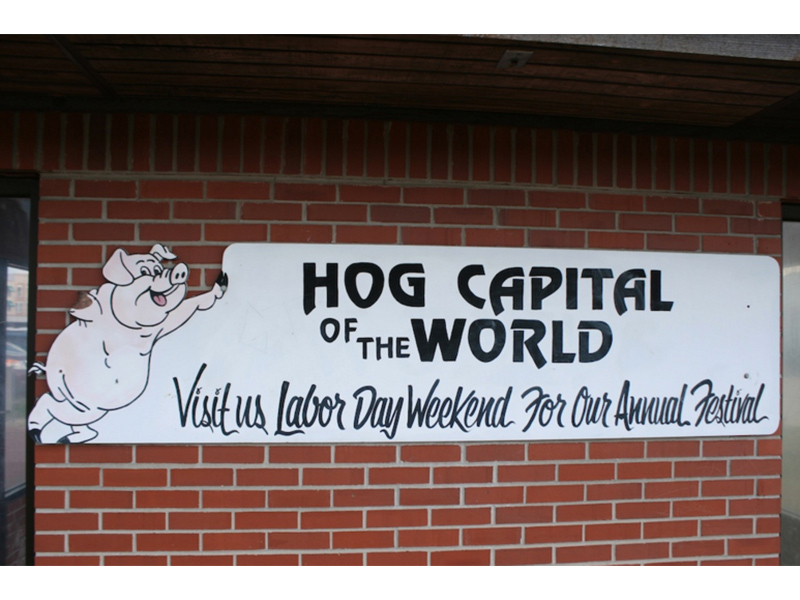 HOG CAPITAL
OF THE WORLD
Visit us Labor Day Weekend For Our Annual Festival